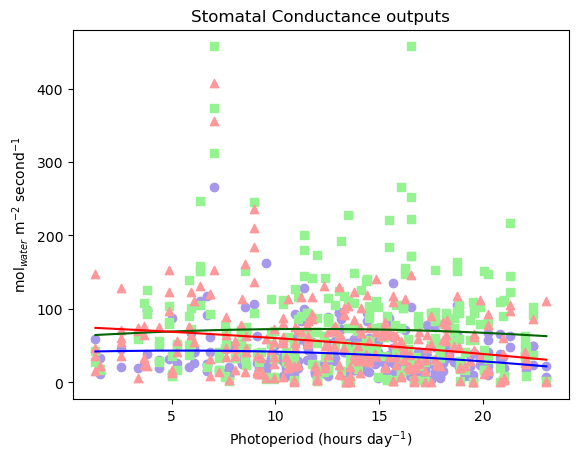 Stomatal Conductance outputs
400
300
200
100
0
mol_water m⁻² second⁻¹
5 10 15 20
Photoperiod (hours day⁻¹)